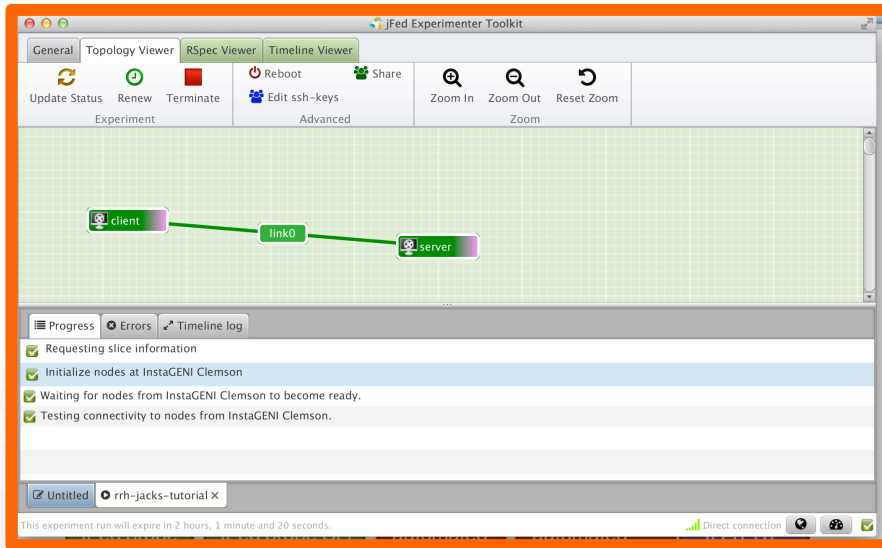 jFed Experimenter Toolkit
General Topology Viewer RSpec Viewer Timeline Viewer
Update Status Renew Terminate
Experiment
Reboot Share
Edit ssh-keys
Advanced
Zoom In Zoom Out Reset Zoom
Zoom
client
link0
server
Progress Errors Timeline log
Requesting slice information
Initialize nodes at InstaGENI Clemson
Waiting for nodes from InstaGENI Clemson to become ready.
Testing connectivity to nodes from InstaGENI Clemson.
Untitled rrh-jacks-tutorial
This experiment run will expire in 2 hours, 1 minute and 20 seconds.
Direct connection